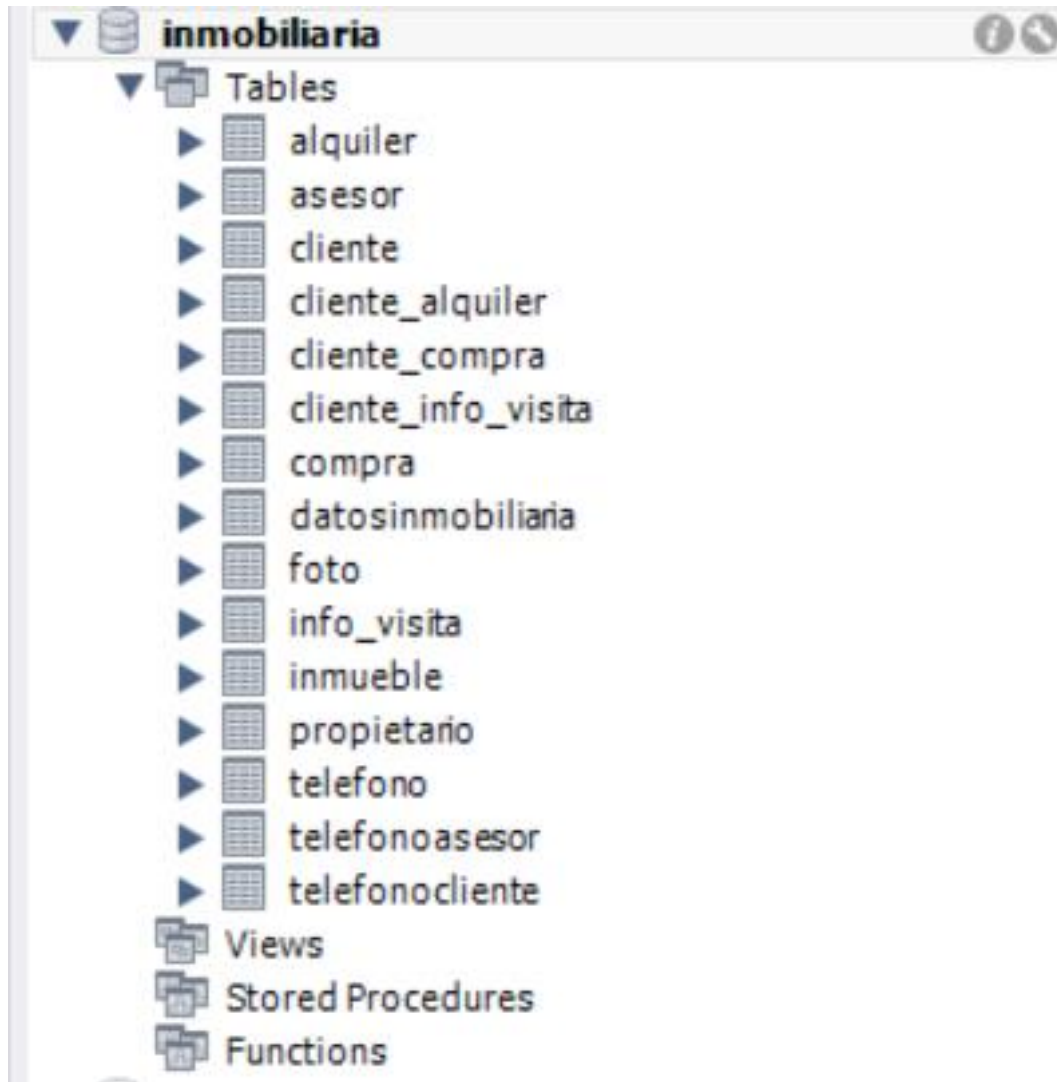 inmobiliaria
Tables
alquiler
asesor
cliente
cliente_alquiler
cliente_compra
cliente_info_visita
compra
datosinmobiliaria
foto
info_visita
inmueble
propietario
telefono
telefonoasesor
telefonocliente
Views
Stored Procedures
Functions